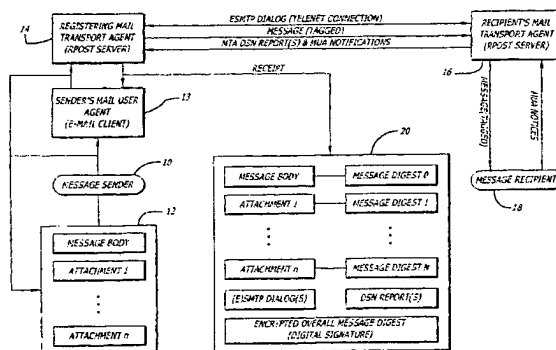 14
REGISTERING MAIL
TRANSPORT AGENT
(RPOST SERVER)
ESMTP DIALOG (TELENET CONNECTION)
MESSAGE (TAGGED)
MTA DSN REPORT(S) & MUA NOTIFICATIONS
RECIPIENT'S MAIL
TRANSPORT AGENT
(RPOST SERVER)
16
SENDER'S MAIL USER
AGENT
(E-MAIL CLIENT)
13
RECEIPT
MESSAGE(TAGGED)
MUA NOTICES
MESSAGE SENDER
10
MESSAGE RECIPIENT
18
12
MESSAGE BODY
ATTACHMENT 1
ATTACHMENT n
20
MESSAGE BODY
MESSAGE DIGEST 0
ATTACHMENT 1
MESSAGE DIGEST 1
ATTACHMENT n
MESSAGE DIGEST N
(E)SMTP DIALOG(S)
DSN REPORT(S)
ENCRYPTED OVERALL MESSAGE DIGEST
(DIGITAL SIGNATURE)